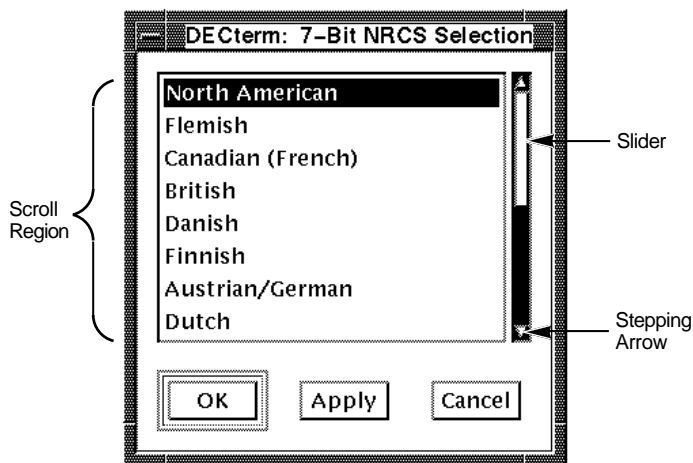 DECterm: 7-Bit NRCS Selection
North American
Flemish
Canadian (French)
British
Danish
Finnish
Austrian/German
Dutch
OK
Apply
Cancel
Scroll
Region
Slider
Stepping
Arrow